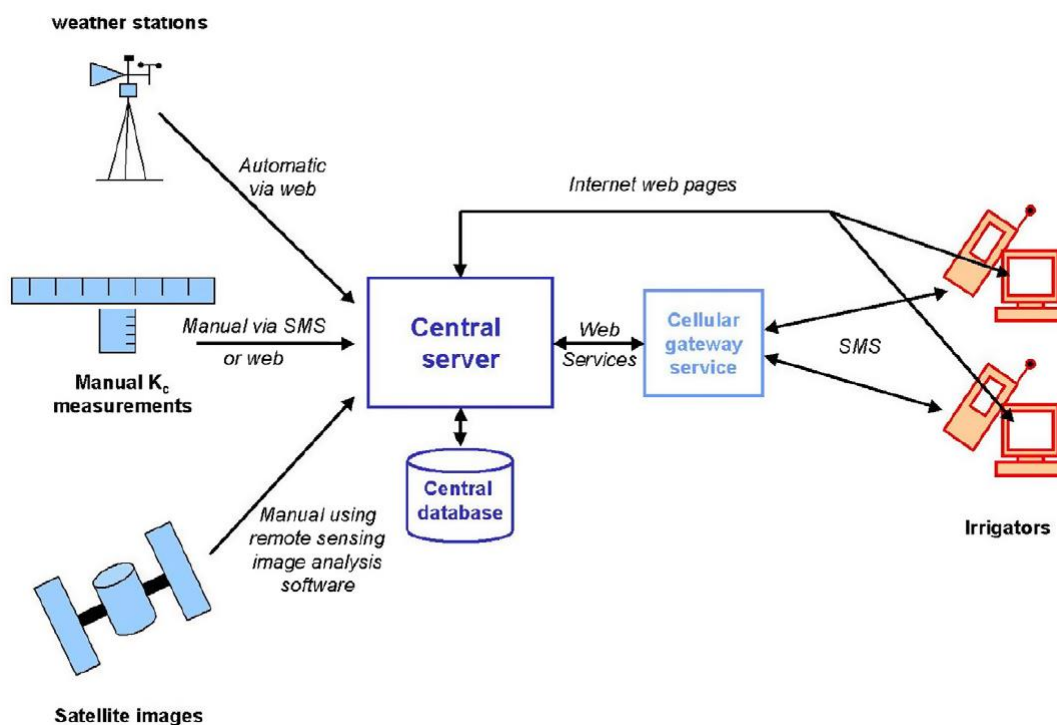 weather stations
Automatic
via web
Internet web pages
Manual via SMS
or web
Central
server
Web
Services
Cellular
gateway
service
SMS
Manual Kc
measurements
Central
database
Manual using
remote sensing
image analysis
software
Irrigators
Satellite images